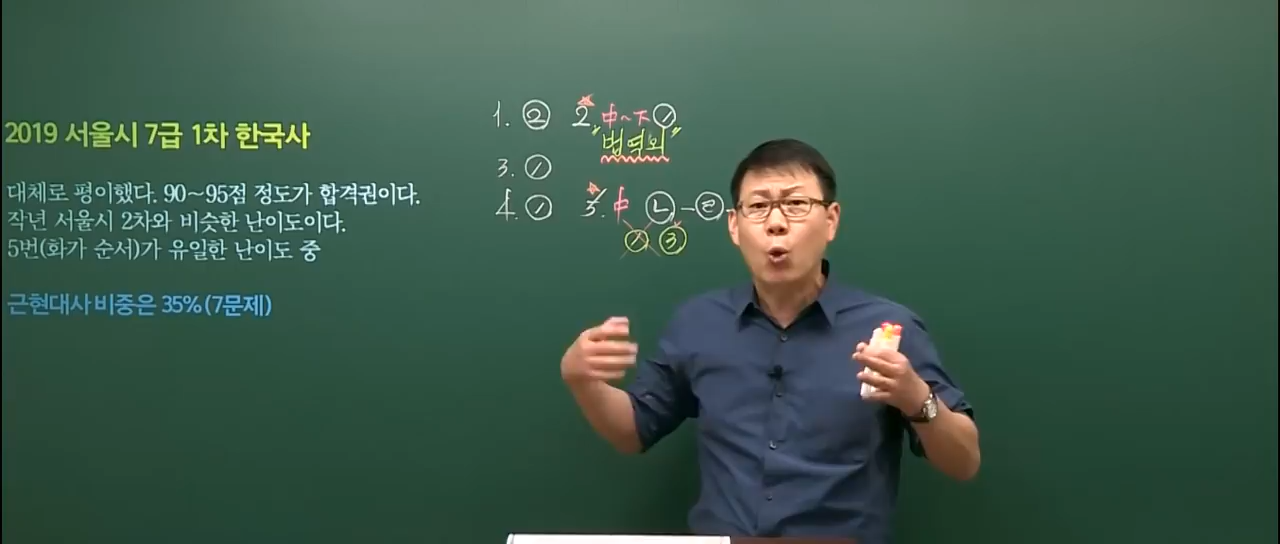 2019 서울시 7급 1차 한국사
대체로 평이했다. 90~95점 정도가 합격권이다.
작년 서울시 2차와 비슷한 난이도이다.
5번(화가 순서)가 유일한 난이도 중
근현대사 비중은 35%(7문제)
1. ② 2. 中~下 ①
"법역외"
3. ①
4. ① 5. 中 ㉡-㉣-
① ③